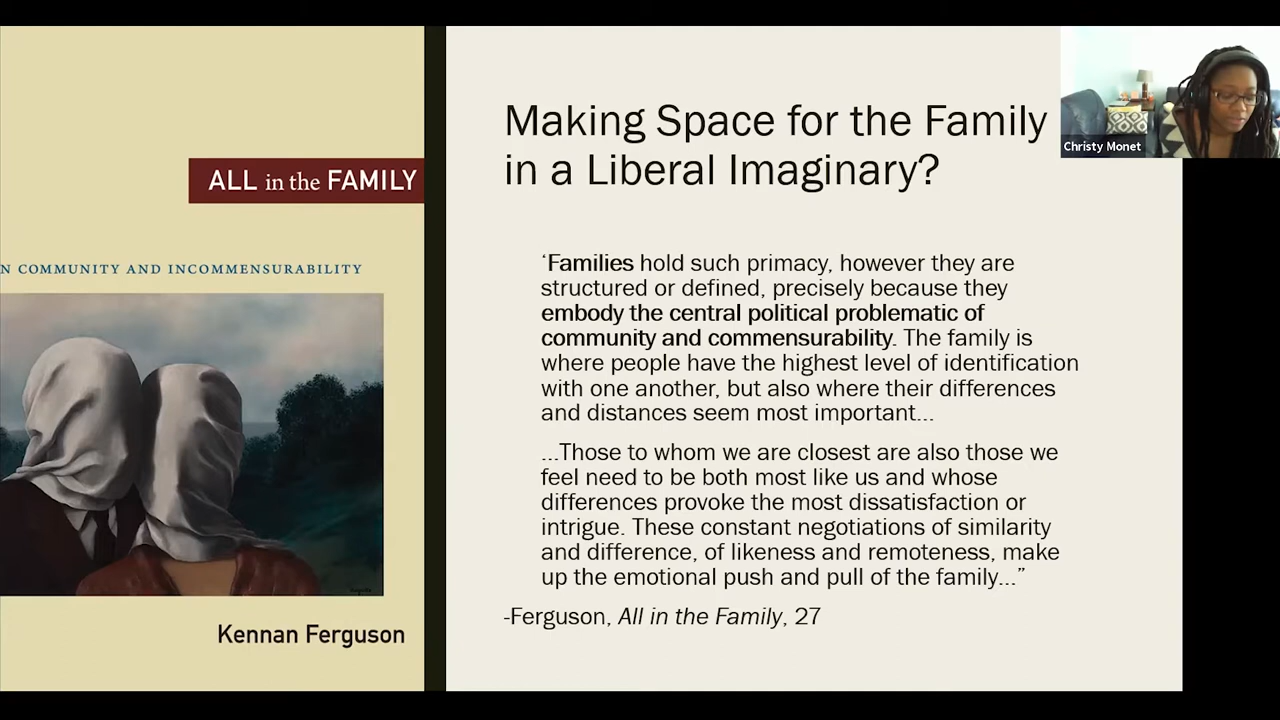 ALL in the FAMILY
N COMMUNITY AND INCOMMENSURABILITY
Kennan Ferguson
Making Space for the Family
in a Liberal Imaginary?
‘Families hold such primacy, however they are
structured or defined, precisely because they
embody the central political problematic of
community and commensurability. The family is
where people have the highest level of identification
with one another, but also where their differences
and distances seem most important...
...Those to whom we are closest are also those we
feel need to be both most like us and whose
differences provoke the most dissatisfaction or
intrigue. These constant negotiations of similarity
and difference, of likeness and remoteness, make
up the emotional push and pull of the family...”
-Ferguson, All in the Family, 27
Christy Monet